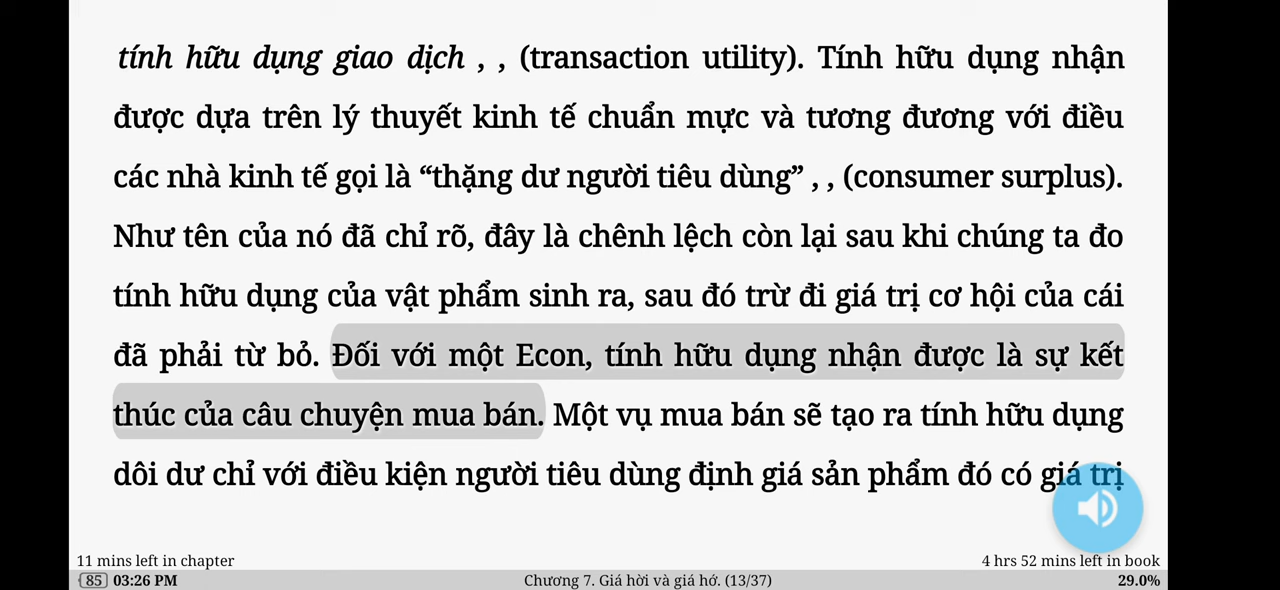 tính hữu dụng giao dịch , , (transaction utility). Tính hữu dụng nhận
được dựa trên lý thuyết kinh tế chuẩn mực và tương đương với điều
các nhà kinh tế gọi là “thặng dư người tiêu dùng” , , (consumer surplus).
Như tên của nó đã chỉ rõ, đây là chênh lệch còn lại sau khi chúng ta đo
tính hữu dụng của vật phẩm sinh ra, sau đó trừ đi giá trị cơ hội của cái
đã phải từ bỏ. Đối với một Econ, tính hữu dụng nhận được là sự kết
thúc của câu chuyện mua bán. Một vụ mua bán sẽ tạo ra tính hữu dụng
dôi dư chỉ với điều kiện người tiêu dùng định giá sản phẩm đó có giá trị
11 mins left in chapter 4 hrs 52 mins left in book
85 03:26 PM Chương 7. Giá hời và giá hớ. (13/37) 29.0%